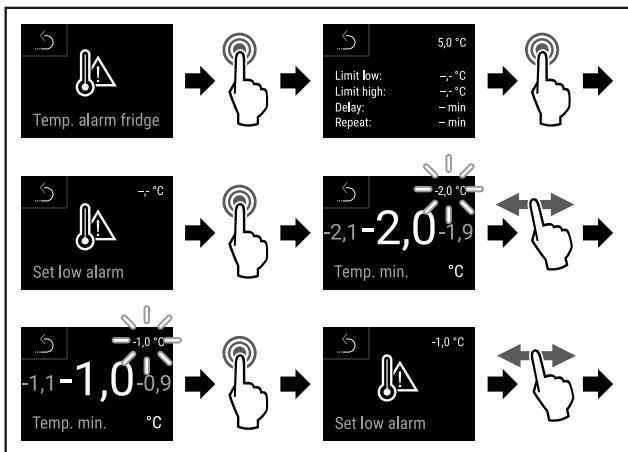 Temp. alarm fridge
5,0 °C
Limit low: –,- °C
Limit high: –,- °C
Delay: – min
Repeat: – min
–,- °C
Set low alarm
-2,0 °C
-2,1 -2,0 -1,9
Temp. min. °C
-1,0 °C
-1,1 -1,0 -0,9
Temp. min. °C
-1,0 °C
Set low alarm